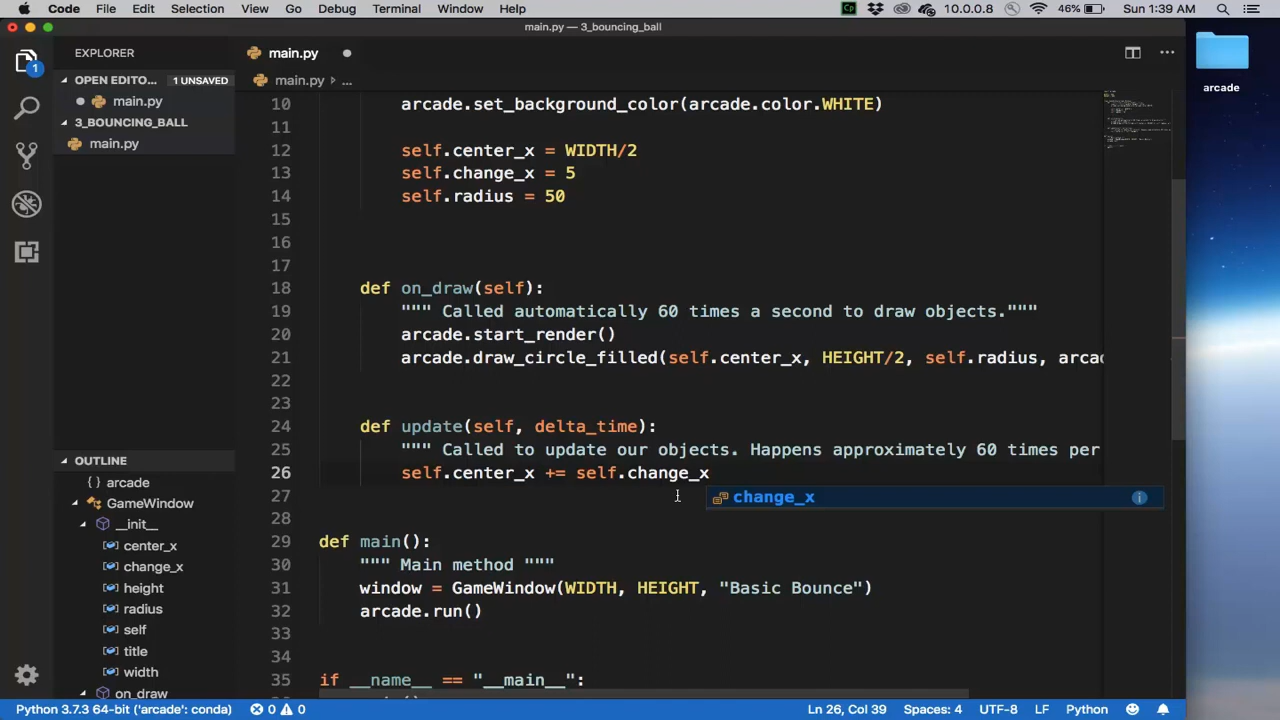 Code File Edit Selection View Go Debug Terminal Window Help 10.0.0.8 46% Sun 1:39 AM
main.py — 3_bouncing_ball
EXPLORER
OPEN EDITO... 1 UNSAVED
main.py
3_BOUNCING_BALL
main.py
OUTLINE
{ } arcade
GameWindow
__init__
center_x
change_x
height
radius
self
title
width
on_draw
1
main.py
main.py › ...
10 arcade.set_background_color(arcade.color.WHITE)
11
12 self.center_x = WIDTH/2
13 self.change_x = 5
14 self.radius = 50
15
16
17
18 def on_draw(self):
19 """ Called automatically 60 times a second to draw objects."""
20 arcade.start_render()
21 arcade.draw_circle_filled(self.center_x, HEIGHT/2, self.radius, arcad
22
23
24 def update(self, delta_time):
25 """ Called to update our objects. Happens approximately 60 times per
26 self.center_x += self.change_x
27
change_x
28
29 def main():
30 """ Main method """
31 window = GameWindow(WIDTH, HEIGHT, "Basic Bounce")
32 arcade.run()
33
34
35 if __name__ == "__main__":
arcade
Python 3.7.3 64-bit ('arcade': conda) 0 0 Ln 26, Col 39 Spaces: 4 UTF-8 LF Python